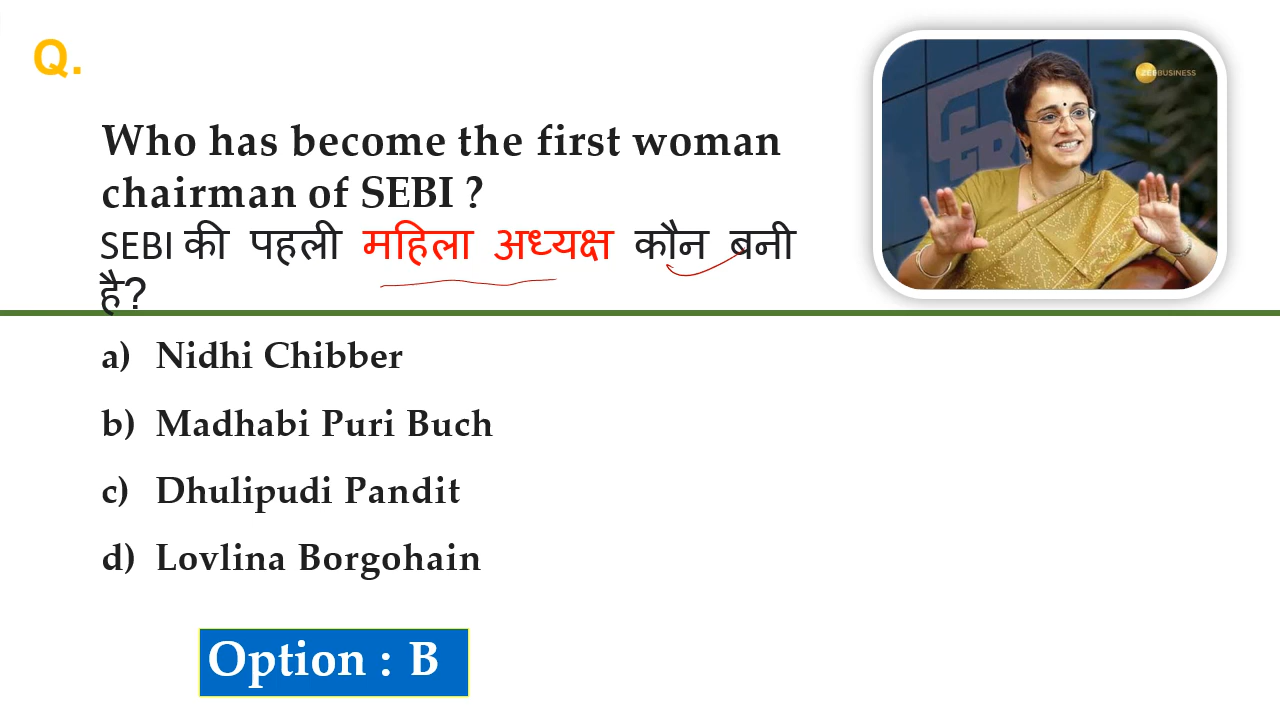 Q.
ZEEBUSINESS
Who has become the first woman
chairman of SEBI ?
SEBI की पहली महिला अध्यक्ष कौन बनी
है?
a) Nidhi Chibber
b) Madhabi Puri Buch
c) Dhulipudi Pandit
d) Lovlina Borgohain
Option : B